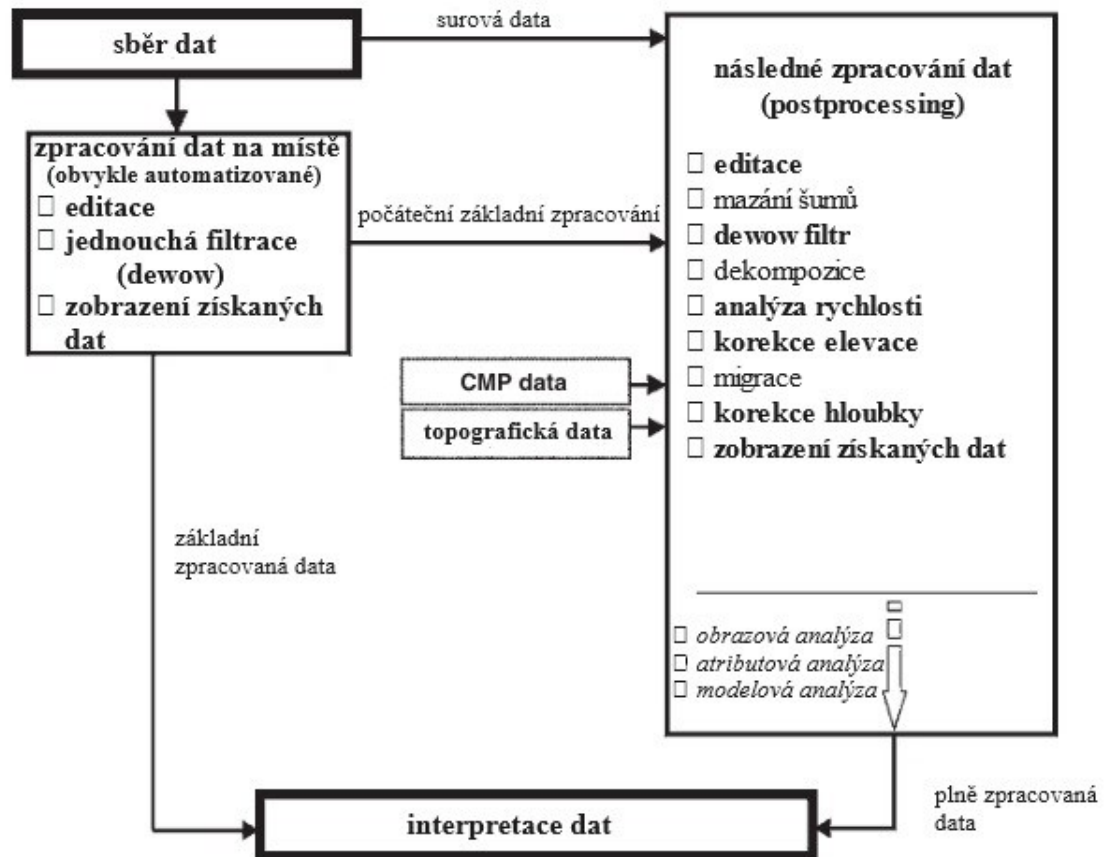 sběr dat
surová data
zpracování dat na místě
(obvykle automatizované)
□ editace
□ jednouchá filtrace
(dewow)
□ zobrazení získaných
dat
počáteční základní zpracování
CMP data
topografická data
následné zpracování dat
(postprocessing)
□ editace
□ mazání šumů
□ dewow filtr
□ dekompozice
□ analýza rychlosti
□ korekce elevace
□ migrace
□ korekce hloubky
□ zobrazení získaných dat
□ obrazová analýza
□ atributová analýza
□ modelová analýza
základní
zpracovaná data
plně zpracovaná
data
interpretace dat